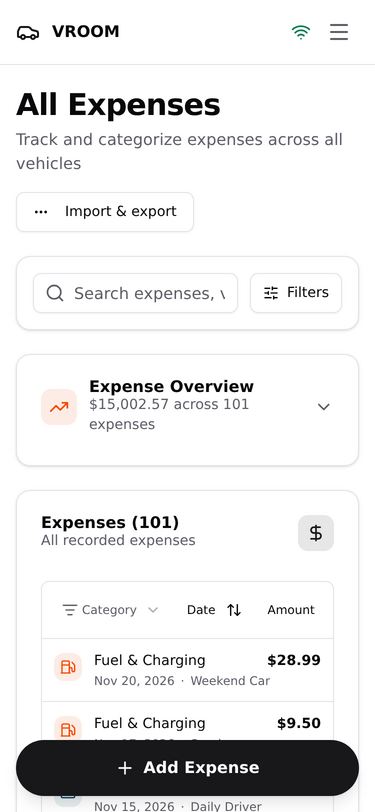 VROOM
All Expenses
Track and categorize expenses across all
vehicles
Import & export
Search expenses,
Filters
Expense Overview
$15,002.57 across 101
expenses
Expenses (101)
All recorded expenses
Category
Date
Amount
Fuel & Charging
$28.99
Nov 20, 2026 · Weekend Car
Fuel & Charging
$9.50
Add Expense
Nov 15, 2026 · Daily Driver